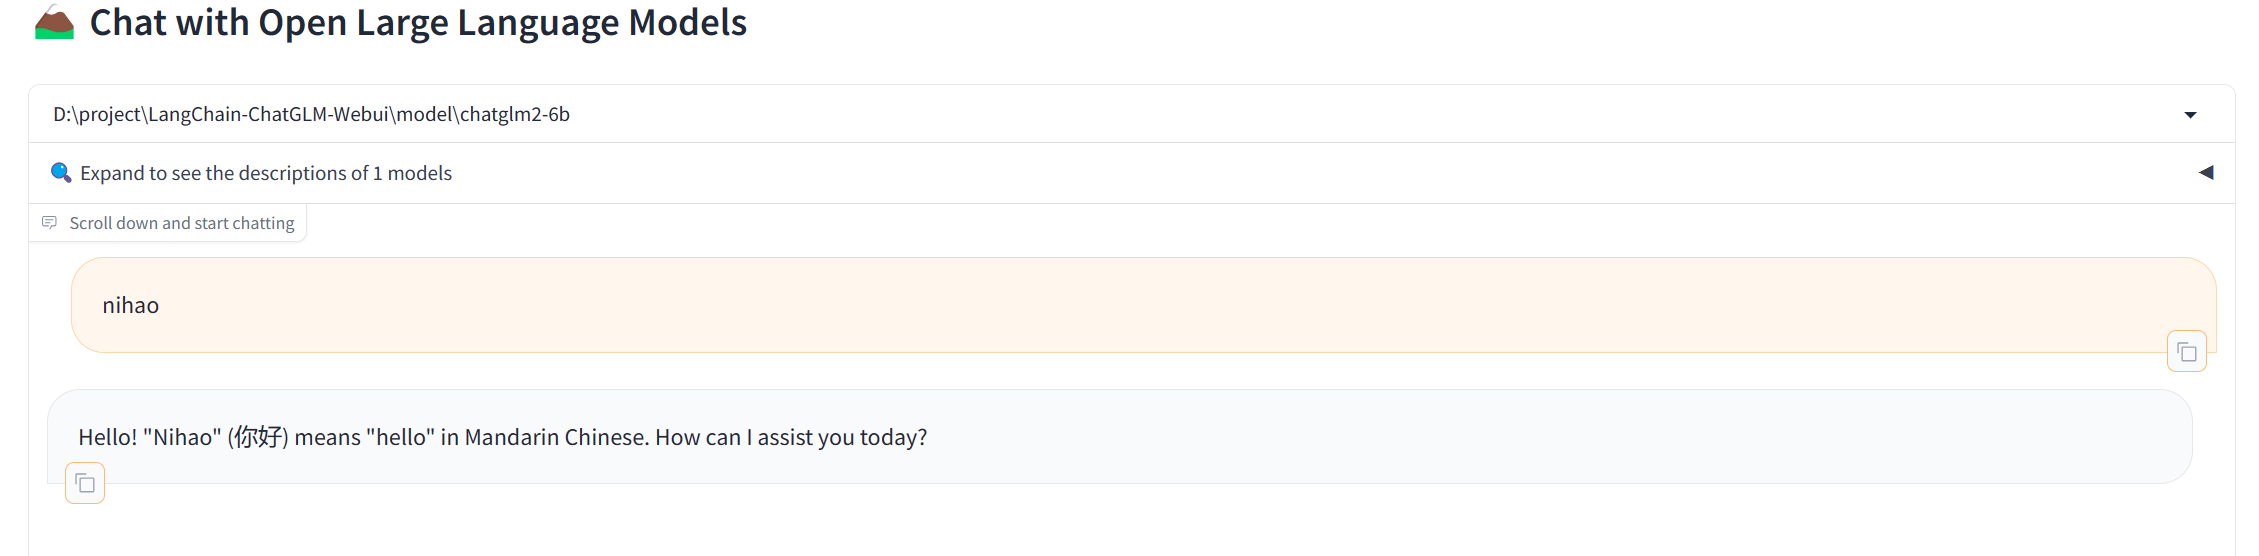 Chat with Open Large Language Models
D:\project\LangChain-ChatGLM-Webui\model\chatglm2-6b
Expand to see the descriptions of 1 models
Scroll down and start chatting
nihao
Hello! "Nihao" (你好) means "hello" in Mandarin Chinese. How can I assist you today?